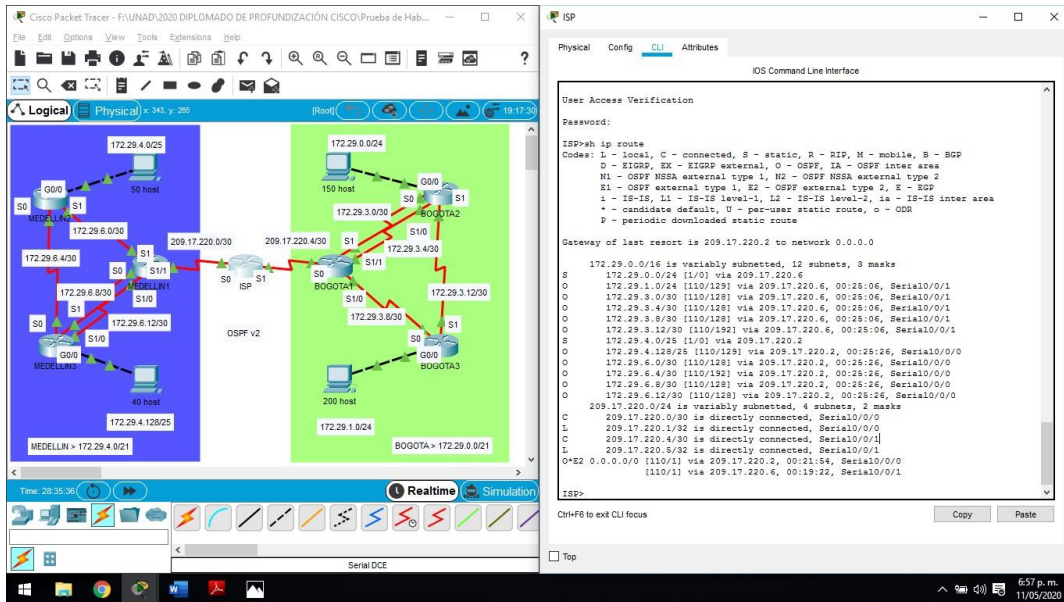 Cisco Packet Tracer - F:\UNAD\2020 DIPLOMADO DE PROFUNDIZACIÓN CISCO\Prueba de Hab...
File Edit Options View Tools Extensions Help
?
Logical Physical x: 343, y: 265 [Root] 19:17:30
172.29.4.0/25
50 host
G0/0
S0
S1
MEDELLIN2
172.29.6.0/30
172.29.6.4/30
S1
S0
S1/1
MEDELLIN1
S1/0
172.29.6.8/30
S1
172.29.6.12/30
S0
S1/0
G0/0
MEDELLIN3
40 host
172.29.4.128/25
MEDELLIN > 172.29.4.0/21
209.17.220.0/30
209.17.220.4/30
S0
S1
ISP
OSPF v2
172.29.0.0/24
150 host
G0/0
S0
S1
BOGOTA2
172.29.3.0/30
S1/0
172.29.3.4/30
S1
S1/1
S0
BOGOTA1
S1/0
172.29.3.12/30
172.29.3.8/30
S1
S0
G0/0
BOGOTA3
200 host
172.29.1.0/24
BOGOTA > 172.29.0.0/21
Time: 28:35:36
Realtime Simulation
Serial DCE
ISP
Physical Config CLI Attributes
IOS Command Line Interface
User Access Verification
Password:
ISP>sh ip route
Codes: L - local, C - connected, S - static, R - RIP, M - mobile, B - BGP
D - EIGRP, EX - EIGRP external, O - OSPF, IA - OSPF inter area
N1 - OSPF NSSA external type 1, N2 - OSPF NSSA external type 2
E1 - OSPF external type 1, E2 - OSPF external type 2, E - EGP
i - IS-IS, L1 - IS-IS level-1, L2 - IS-IS level-2, ia - IS-IS inter area
* - candidate default, U - per-user static route, o - ODR
P - periodic downloaded static route
Gateway of last resort is 209.17.220.2 to network 0.0.0.0
172.29.0.0/16 is variably subnetted, 12 subnets, 3 masks
S 172.29.0.0/24 [1/0] via 209.17.220.6
O 172.29.1.0/24 [110/129] via 209.17.220.6, 00:25:06, Serial0/0/1
O 172.29.3.0/30 [110/128] via 209.17.220.6, 00:25:06, Serial0/0/1
O 172.29.3.4/30 [110/128] via 209.17.220.6, 00:25:06, Serial0/0/1
O 172.29.3.8/30 [110/128] via 209.17.220.6, 00:25:06, Serial0/0/1
O 172.29.3.12/30 [110/192] via 209.17.220.6, 00:25:06, Serial0/0/1
S 172.29.4.0/25 [1/0] via 209.17.220.2
O 172.29.4.128/25 [110/129] via 209.17.220.2, 00:25:26, Serial0/0/0
O 172.29.6.0/30 [110/128] via 209.17.220.2, 00:25:26, Serial0/0/0
O 172.29.6.4/30 [110/192] via 209.17.220.2, 00:25:26, Serial0/0/0
O 172.29.6.8/30 [110/128] via 209.17.220.2, 00:25:26, Serial0/0/0
O 172.29.6.12/30 [110/128] via 209.17.220.2, 00:25:26, Serial0/0/0
209.17.220.0/24 is variably subnetted, 4 subnets, 2 masks
C 209.17.220.0/30 is directly connected, Serial0/0/0
L 209.17.220.1/32 is directly connected, Serial0/0/0
C 209.17.220.4/30 is directly connected, Serial0/0/1
L 209.17.220.5/32 is directly connected, Serial0/0/1
O*E2 0.0.0.0/0 [110/1] via 209.17.220.2, 00:21:54, Serial0/0/0
[110/1] via 209.17.220.6, 00:19:22, Serial0/0/1
ISP>
Ctrl+F6 to exit CLI focus
Copy Paste
Top
6:57 p. m.
11/05/2020